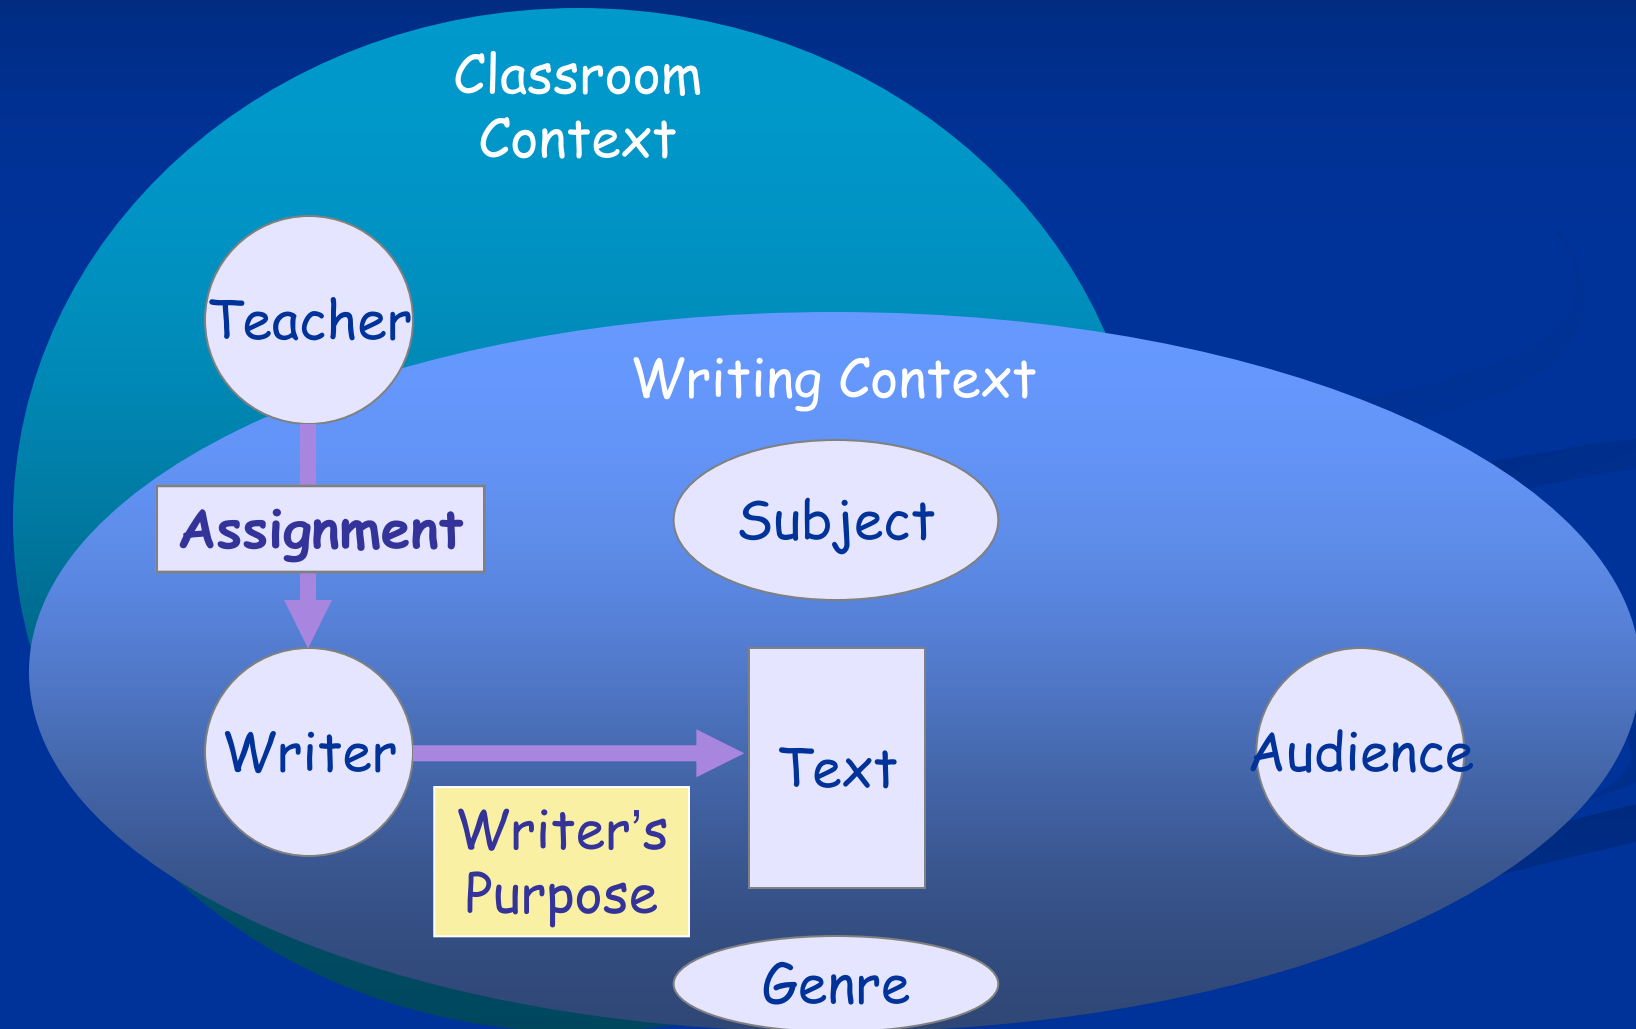 Classroom
Context
Teacher
Writing Context
Assignment
Subject
Writer
Text
Audience
Writer’s
Purpose
Genre